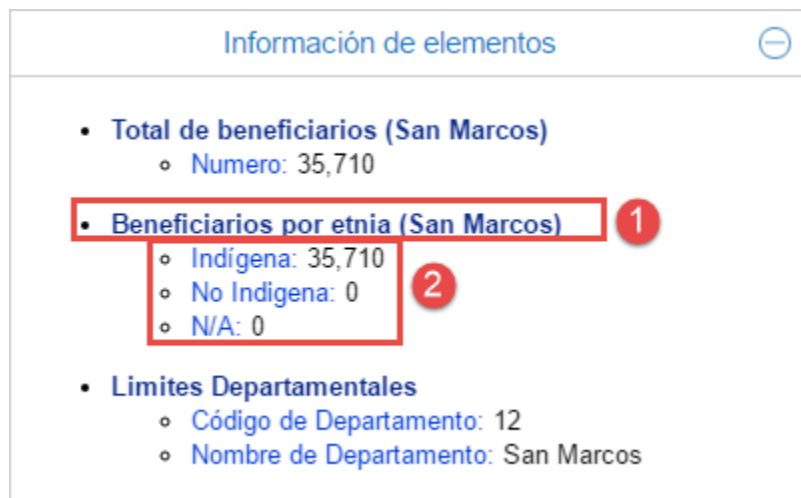 Información de elementos
Total de beneficiarios (San Marcos)
Numero: 35,710
Beneficiarios por etnia (San Marcos)
1
Indígena: 35,710
No Indigena: 0
2
N/A: 0
Limites Departamentales
Código de Departamento: 12
Nombre de Departamento: San Marcos